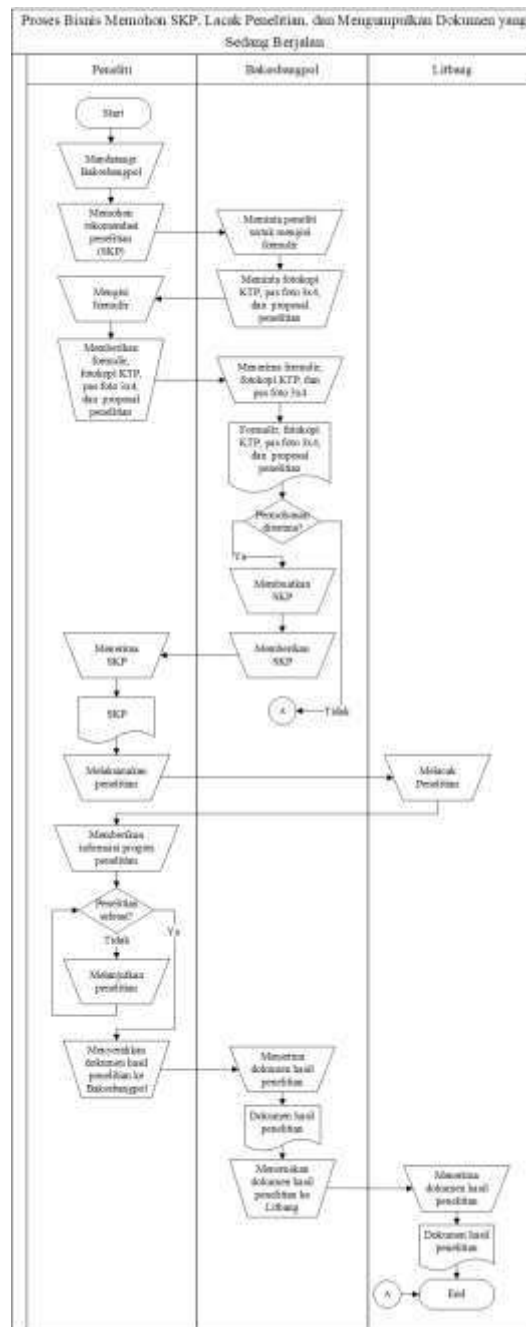 Proses Bisnis Memohon SKP, Lacak Penelitian, dan Mengumpulkan Dokumen yang
Sedang Berjalan
Peneliti
Bakesbangpol
Litbang
Start
Mendatangi
Bakesbangpol
Memohon
rekomendasi
penelitian
(SKP)
Meminta peneliti
untuk mengisi
formulir
Meminta fotokopi
KTP, pas foto 3x4,
dan proposal
penelitian
Mengisi
formulir
Memberikan
formulir,
fotokopi KTP,
pas foto 3x4,
dan proposal
penelitian
Menerima formulir,
fotokopi KTP, dan
pas foto 3x4
Formulir, fotokopi
KTP, pas foto 3x4,
dan proposal
penelitian
Permohonan
diterima?
Ya
Membuatkan
SKP
Memberikan
SKP
Menerima
SKP
A
Tidak
SKP
Melaksanakan
penelitian
Melacak
Penelitian
Memberikan
informasi progres
penelitian
Penelitian
selesai?
Ya
Tidak
Melanjutkan
penelitian
Menyerahkan
dokumen hasil
penelitian ke
Bakesbangpol
Menerima
dokumen hasil
penelitian
Dokumen hasil
penelitian
Meneruskan
dokumen hasil
penelitian ke
Litbang
Menerima
dokumen hasil
penelitian
Dokumen hasil
penelitian
A
End